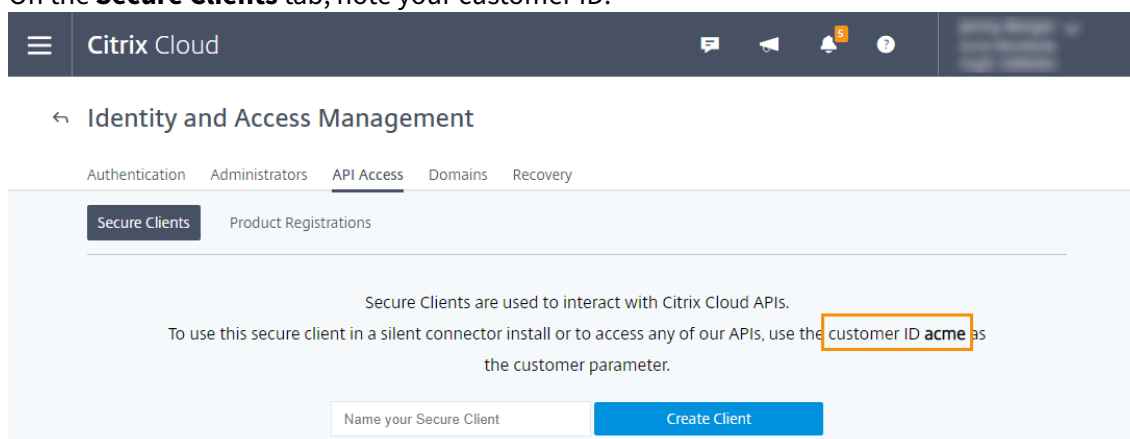 On the Secure Clients tab, note your customer ID.
Citrix Cloud
5
?
Identity and Access Management
Authentication Administrators API Access Domains Recovery
Secure Clients Product Registrations
Secure Clients are used to interact with Citrix Cloud APIs.
To use this secure client in a silent connector install or to access any of our APIs, use the customer ID acme as
the customer parameter.
Name your Secure Client Create Client